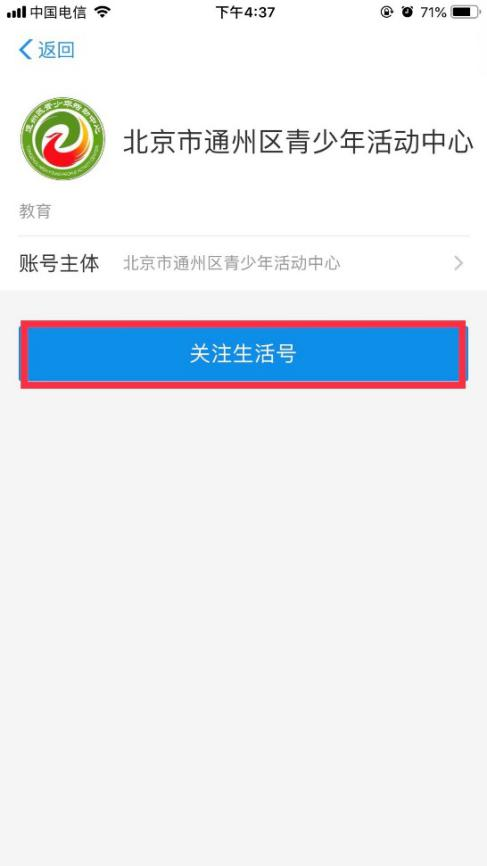 中国电信 下午4:37 71%
返回
北京市通州区青少年活动中心
教育
账号主体 北京市通州区青少年活动中心
关注生活号